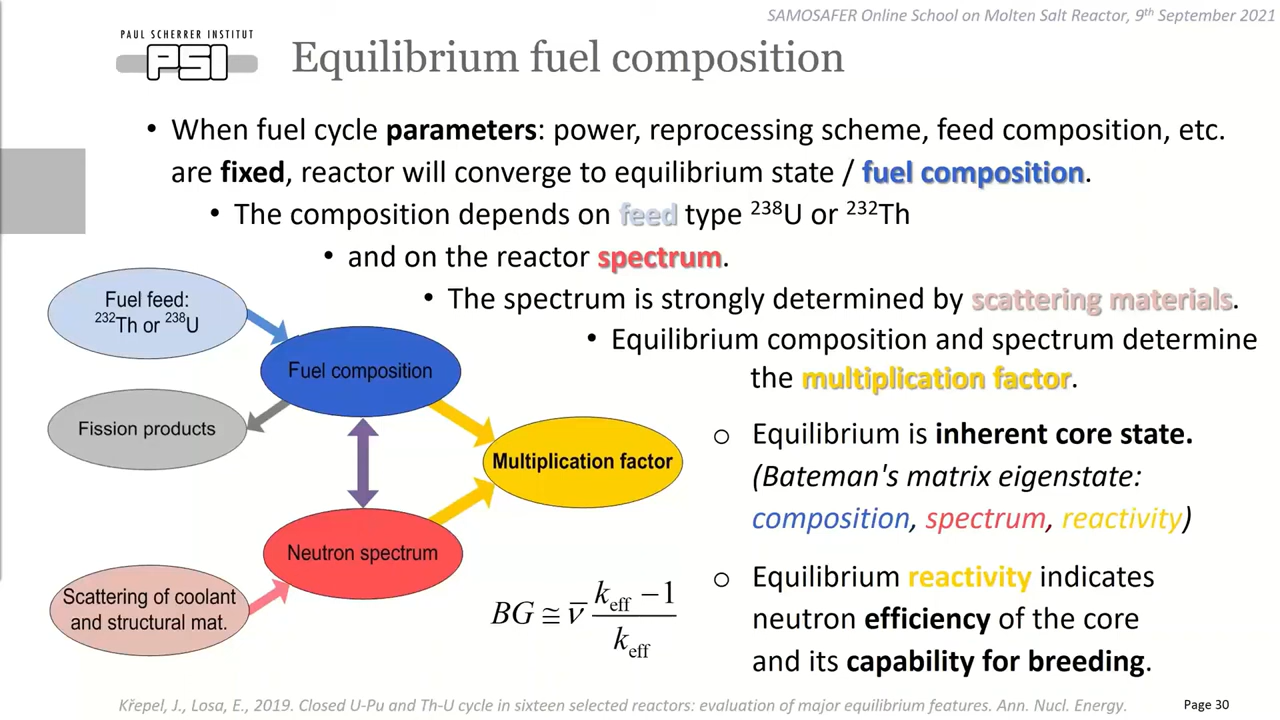 SAMOSAFER Online School on Molten Salt Reactor, 9th September 2021
PAUL SCHERRER INSTITUT
PSI
Equilibrium fuel composition
• When fuel cycle parameters: power, reprocessing scheme, feed composition, etc.
are fixed, reactor will converge to equilibrium state / fuel composition.
• The composition depends on feed type ²³⁸U or ²³²Th
• and on the reactor spectrum.
• The spectrum is strongly determined by scattering materials.
• Equilibrium composition and spectrum determine
the multiplication factor.
Fuel feed:
²³²Th or ²³⁸U
Fuel composition
Fission products
Multiplication factor
Neutron spectrum
Scattering of coolant
and structural mat.
BG ≅ ν̅ (k_eff − 1) / k_eff
o Equilibrium is inherent core state.
(Bateman's matrix eigenstate:
composition, spectrum, reactivity)
o Equilibrium reactivity indicates
neutron efficiency of the core
and its capability for breeding.
Křepel, J., Losa, E., 2019. Closed U-Pu and Th-U cycle in sixteen selected reactors: evaluation of major equilibrium features. Ann. Nucl. Energy.
Page 30